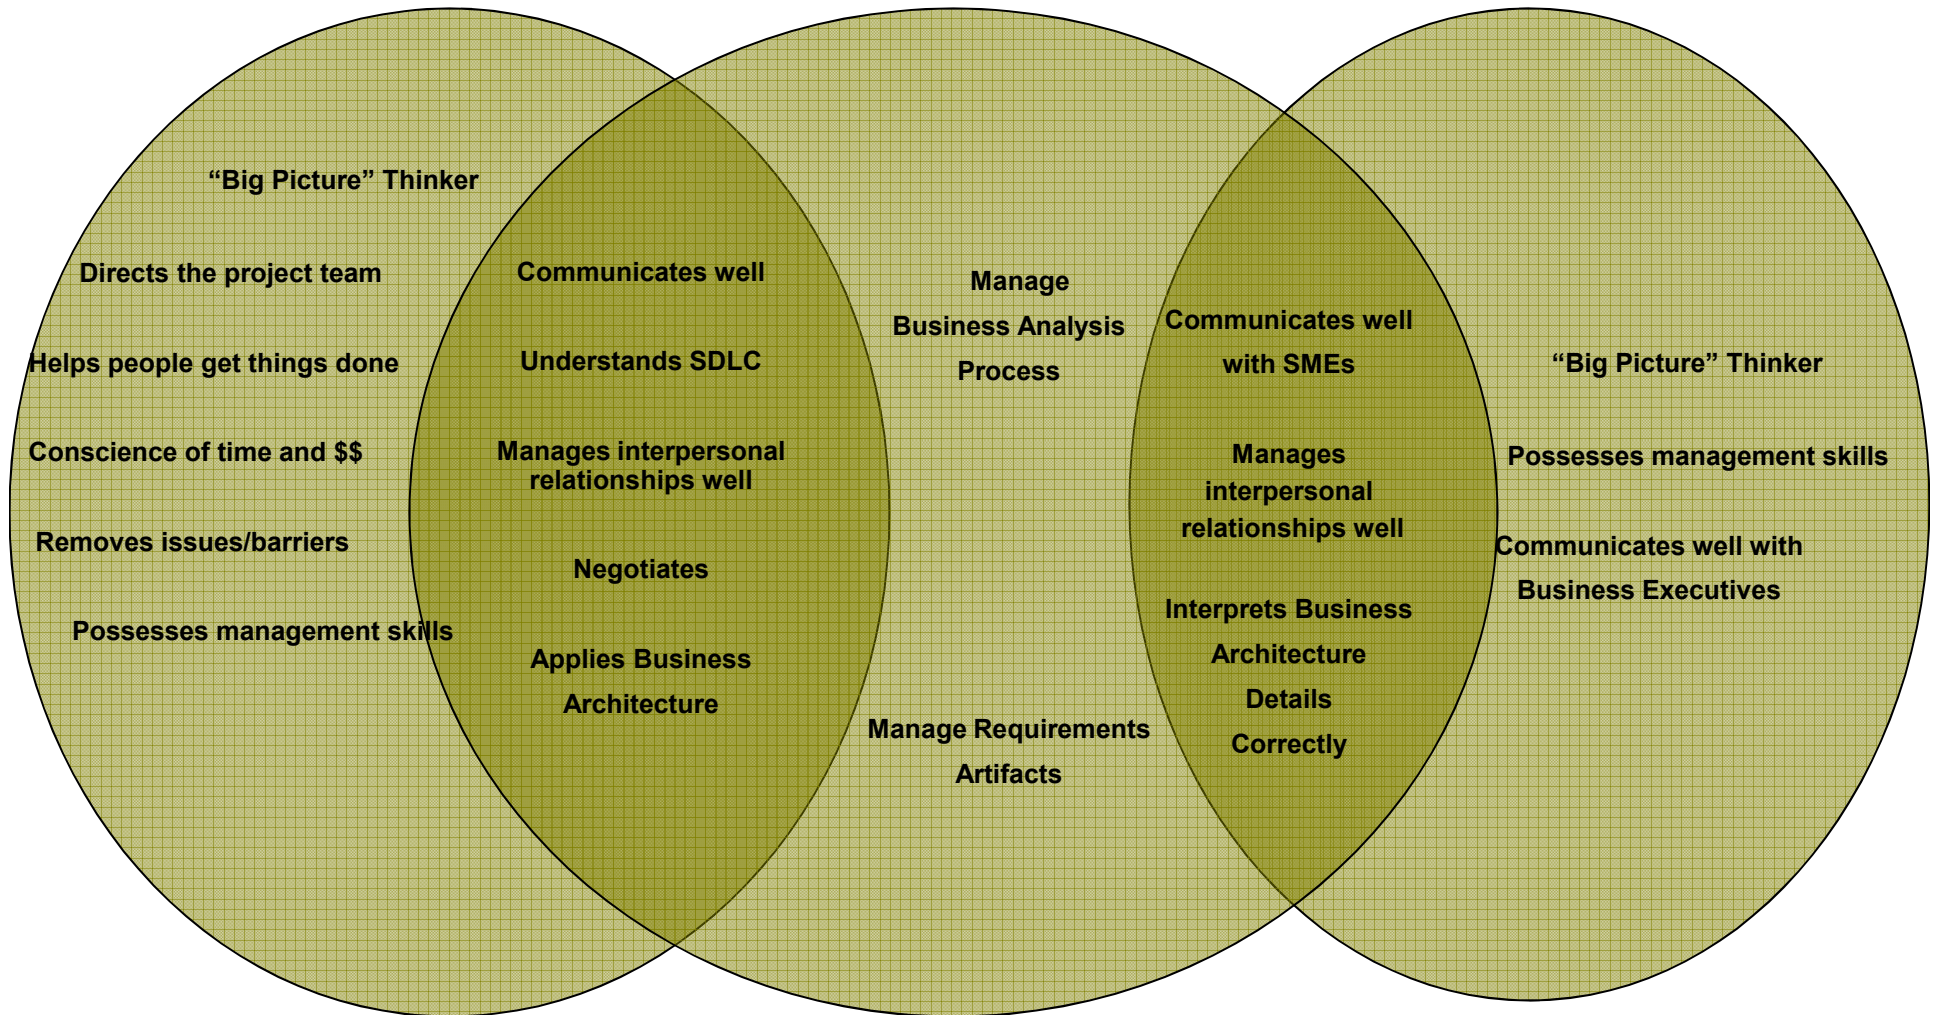 “Big Picture” Thinker
Directs the project team
Helps people get things done
Conscience of time and $$
Removes issues/barriers
Possesses management skills
Communicates well
Understands SDLC
Manages interpersonal
relationships well
Negotiates
Applies Business
Architecture
Manage
Business Analysis
Process
Manage Requirements
Artifacts
Communicates well
with SMEs
Manages
interpersonal
relationships well
Interprets Business
Architecture
Details
Correctly
“Big Picture” Thinker
Possesses management skills
Communicates well with
Business Executives